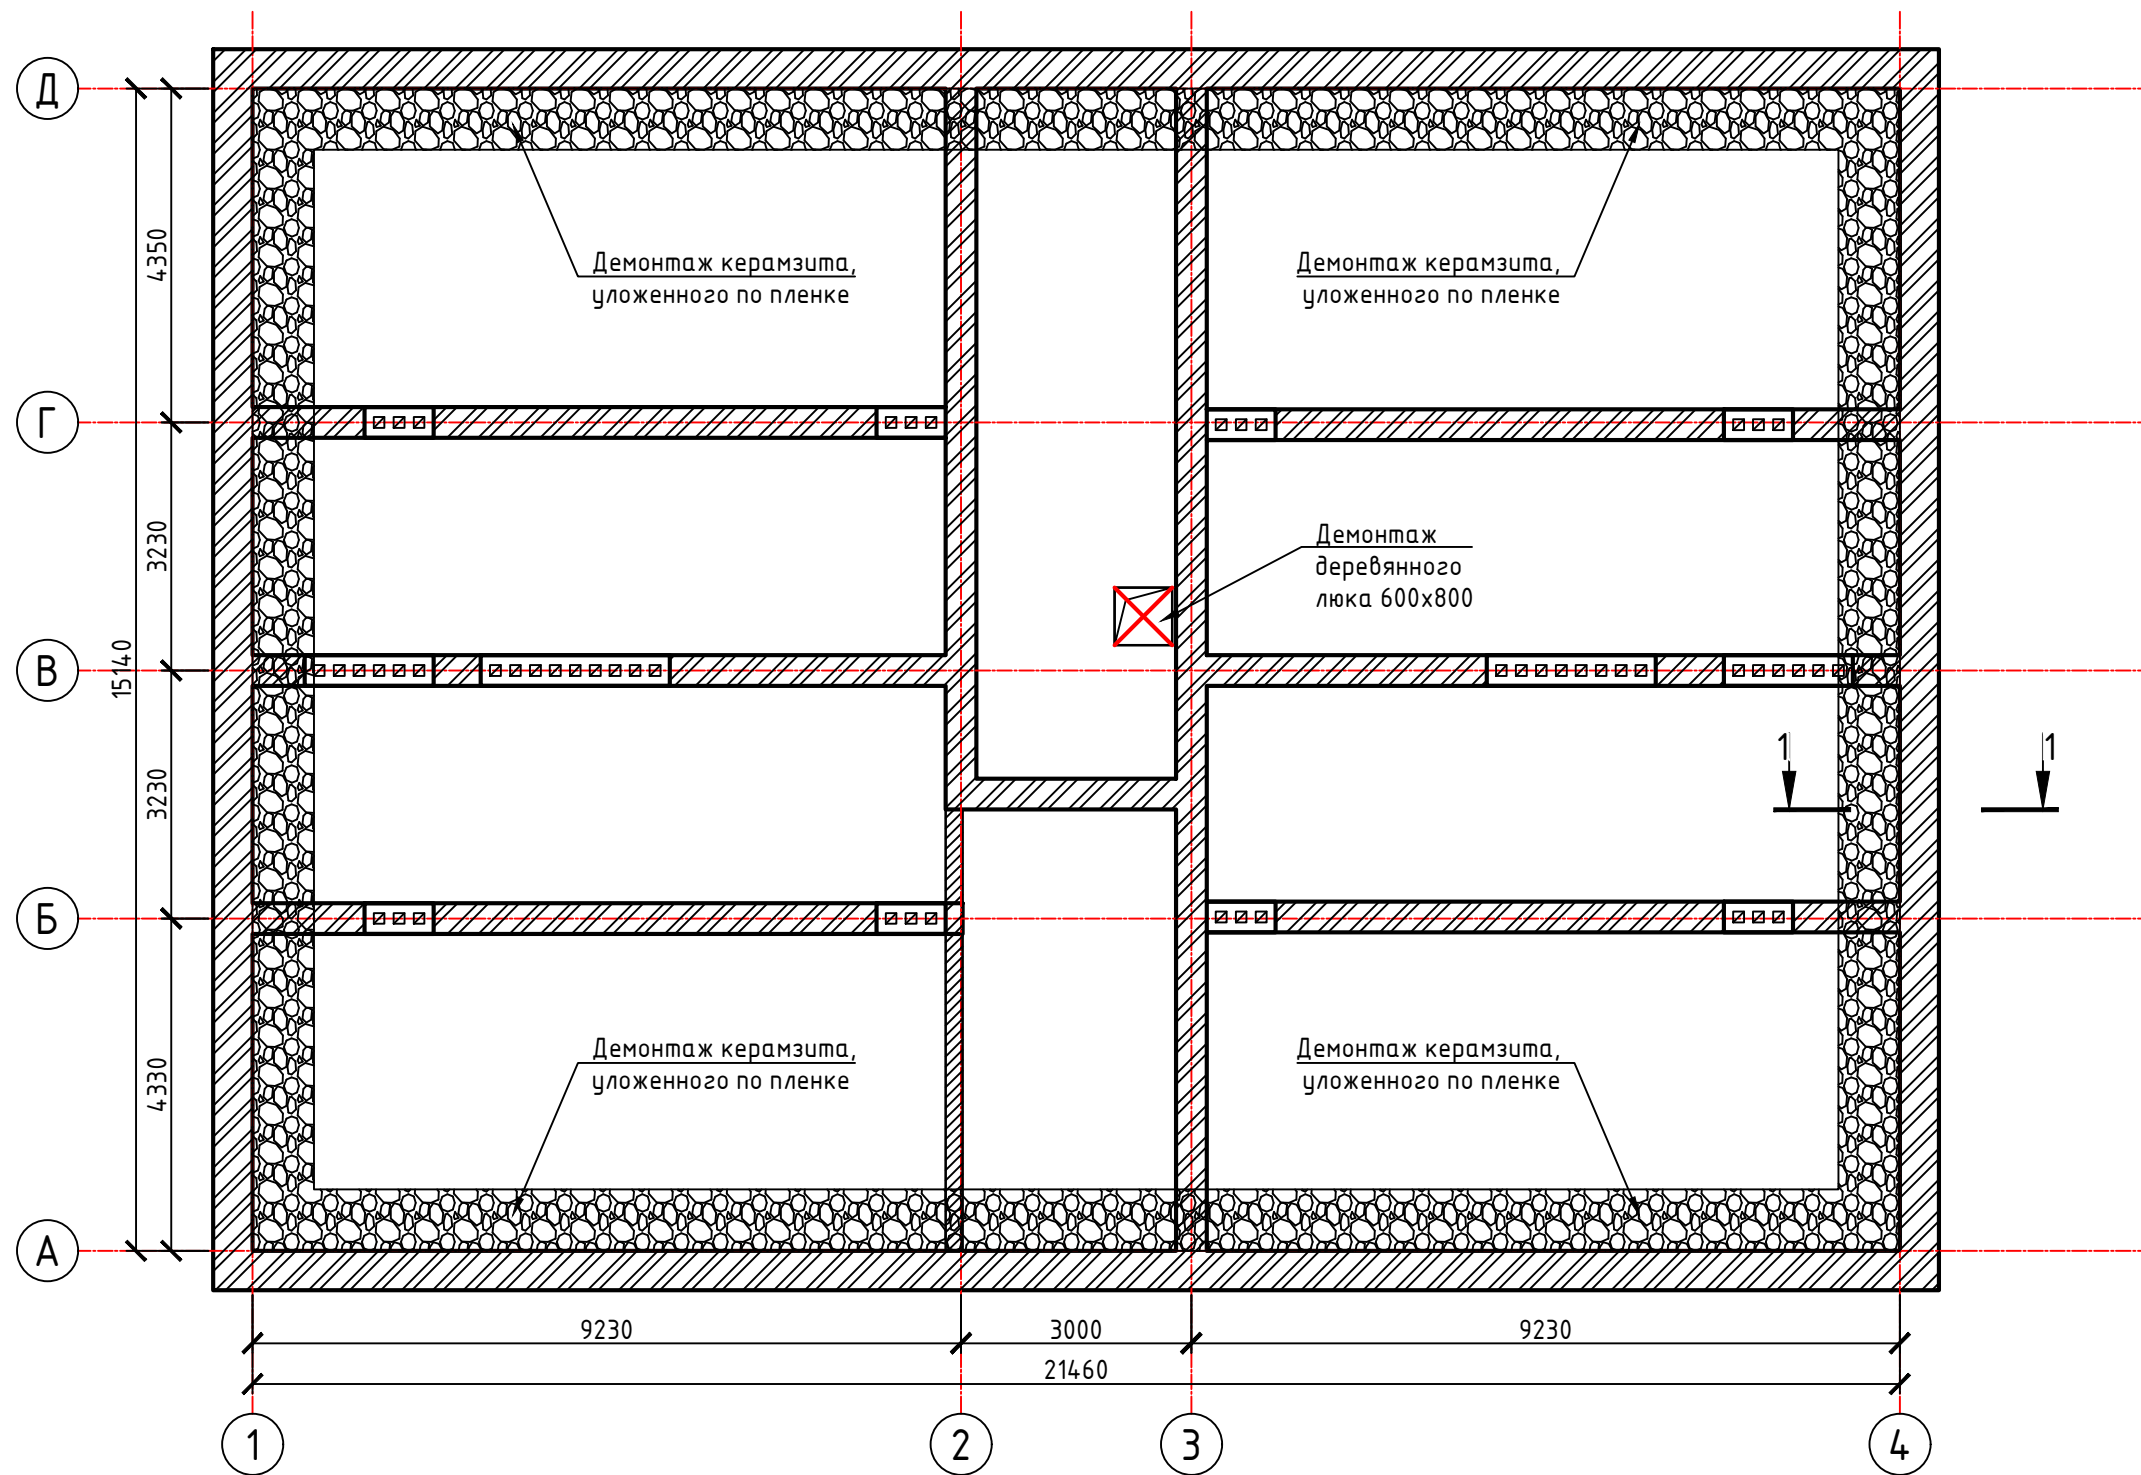 Д
4350
Демонтаж керамзита,
уложенного по пленке
Демонтаж керамзита,
уложенного по пленке
Г
3230
Демонтаж
деревянного
люка 600х800
15140
В
3230
1
1
Б
4330
Демонтаж керамзита,
уложенного по пленке
Демонтаж керамзита,
уложенного по пленке
А
9230
3000
9230
21460
1
2
3
4